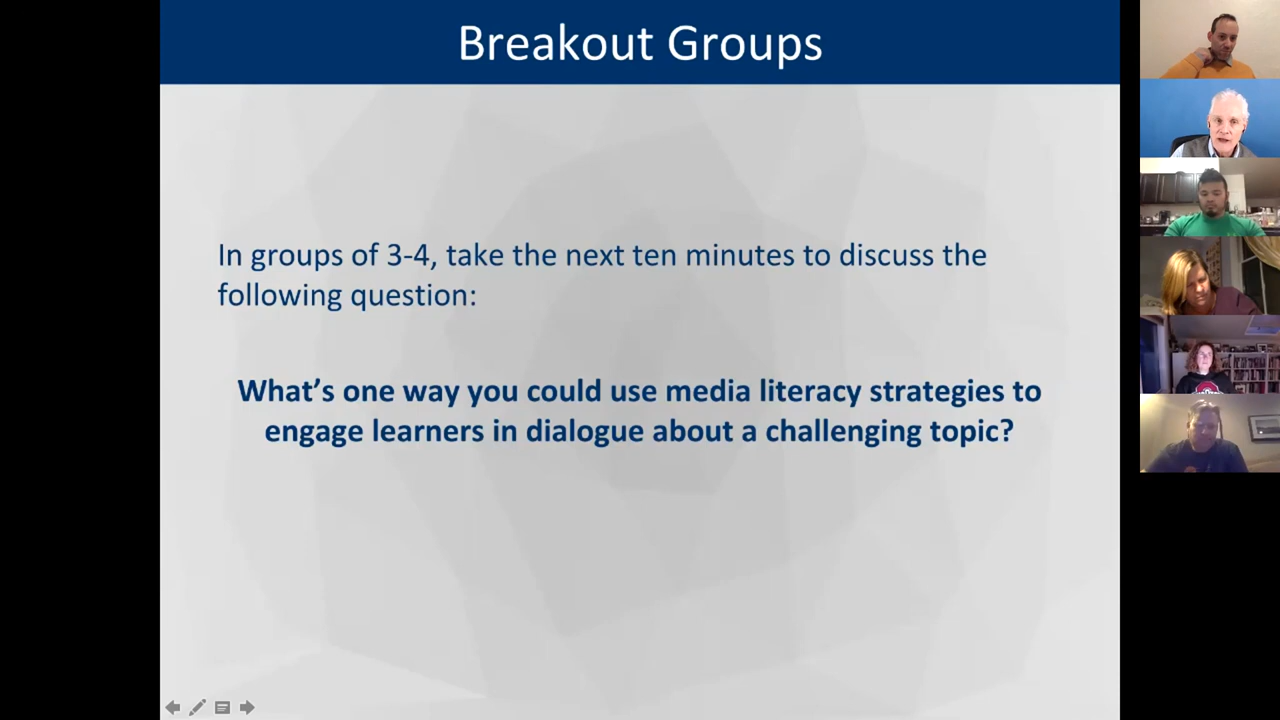 Breakout Groups
In groups of 3-4, take the next ten minutes to discuss the
following question:
What’s one way you could use media literacy strategies to
engage learners in dialogue about a challenging topic?